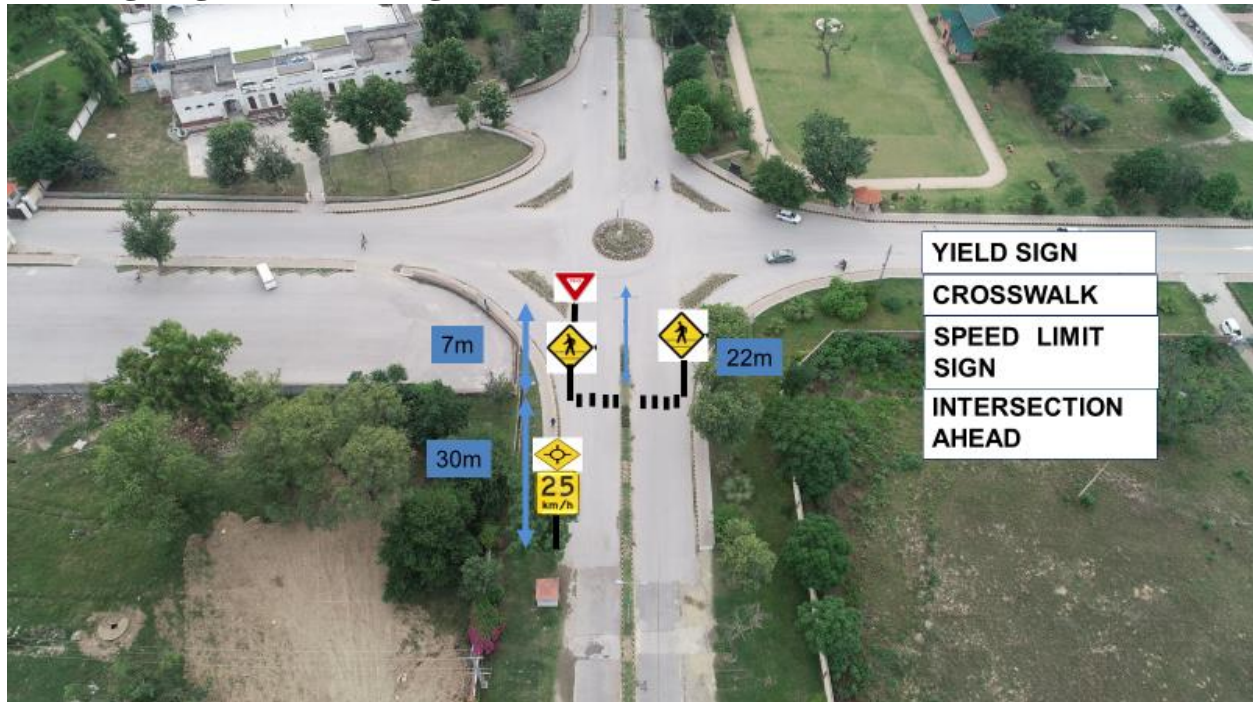 YIELD SIGN
CROSSWALK
SPEED LIMIT
SIGN
INTERSECTION
AHEAD
7m
22m
30m
25
km/h